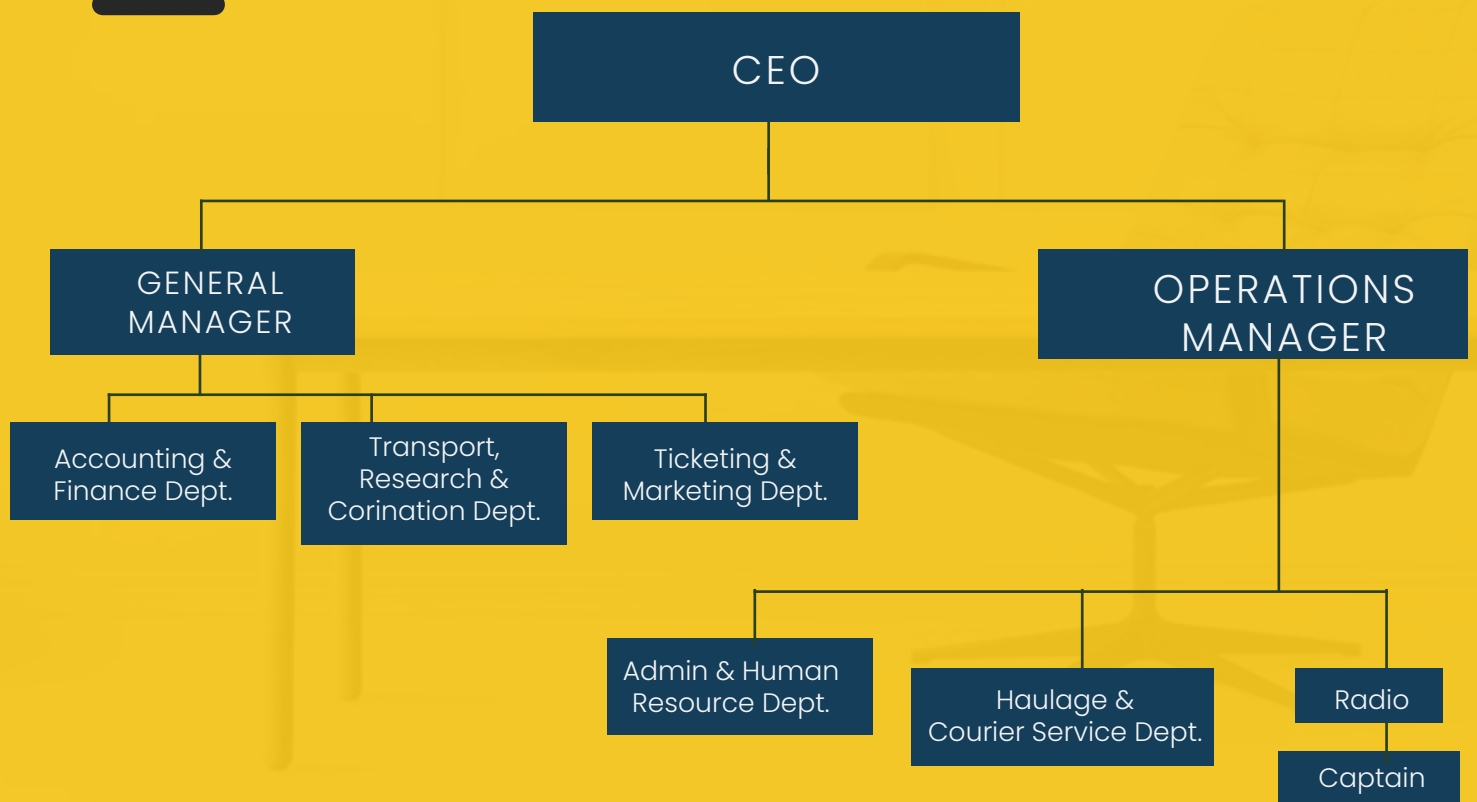 CEO
GENERAL
MANAGER
OPERATIONS
MANAGER
Accounting &
Finance Dept.
Transport,
Research &
Corination Dept.
Ticketing &
Marketing Dept.
Admin & Human
Resource Dept.
Haulage &
Courier Service Dept.
Radio
Captain